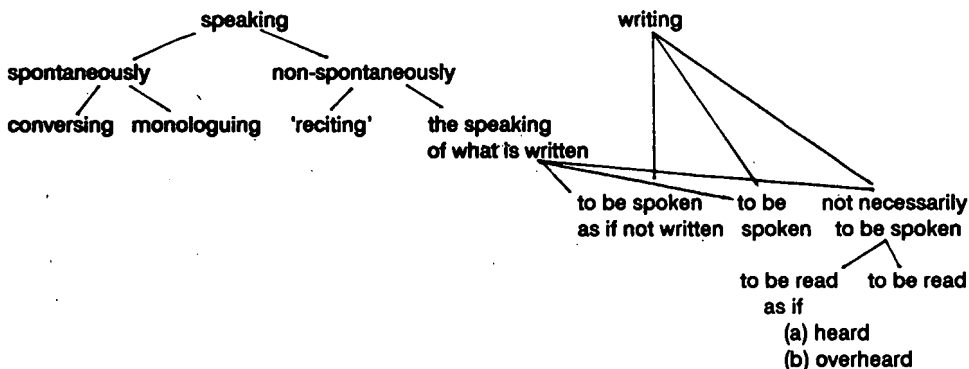 speaking writing
spontaneously non-spontaneously
conversing monologuing 'reciting' the speaking
of what is written
to be spoken to be not necessarily
as if not written spoken to be spoken
to be read to be read
as if
(a) heard
(b) overheard